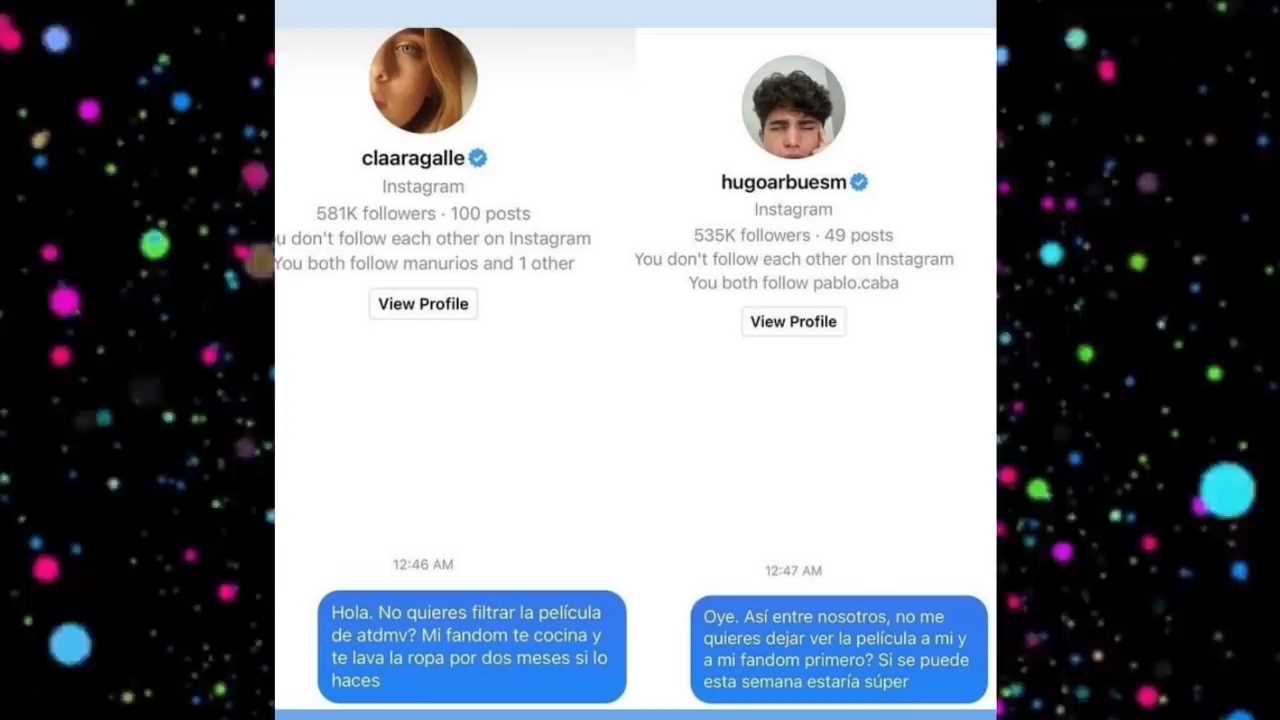 claaragalle
Instagram
581K followers · 100 posts
u don't follow each other on Instagram
You both follow manurios and 1 other
View Profile
12:46 AM
Hola. No quieres filtrar la película
de atdmv? Mi fandom te cocina y
te lava la ropa por dos meses si lo
haces
hugoarbuesm
Instagram
535K followers · 49 posts
You don't follow each other on Instagram
You both follow pablo.caba
View Profile
12:47 AM
Oye. Así entre nosotros, no me
quieres dejar ver la película a mi y
a mi fandom primero? Si se puede
esta semana estaría súper